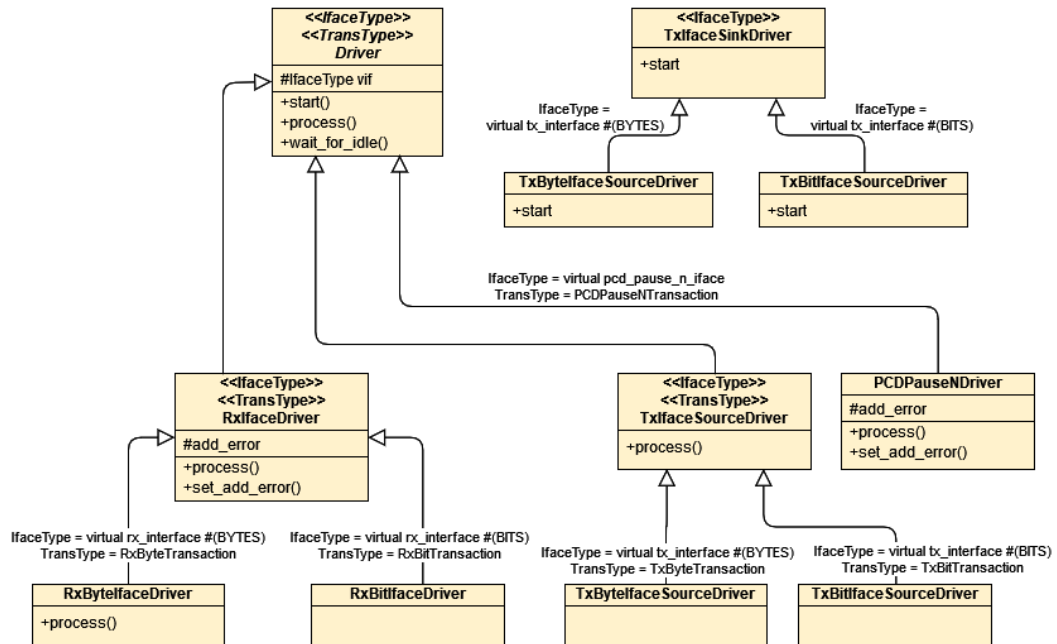 <<IfaceType>>
<<TransType>>
Driver
#IfaceType vif
+start()
+process()
+wait_for_idle()
<<IfaceType>>
TxIfaceSinkDriver
+start
IfaceType =
virtual tx_interface #(BYTES)
IfaceType =
virtual tx_interface #(BITS)
TxByteIfaceSourceDriver
+start
TxBitIfaceSourceDriver
+start
IfaceType = virtual pcd_pause_n_iface
TransType = PCDPauseNTransaction
<<IfaceType>>
<<TransType>>
RxIfaceDriver
#add_error
+process()
+set_add_error()
<<IfaceType>>
<<TransType>>
TxIfaceSourceDriver
+process()
PCDPauseNDriver
#add_error
+process()
+set_add_error()
IfaceType = virtual rx_interface #(BYTES)
TransType = RxByteTransaction
IfaceType = virtual rx_interface #(BITS)
TransType = RxBitTransaction
IfaceType = virtual tx_interface #(BYTES)
TransType = TxByteTransaction
IfaceType = virtual tx_interface #(BITS)
TransType = TxBitTransaction
RxByteIfaceDriver
+process()
RxBitIfaceDriver
TxByteIfaceSourceDriver
TxBitIfaceSourceDriver